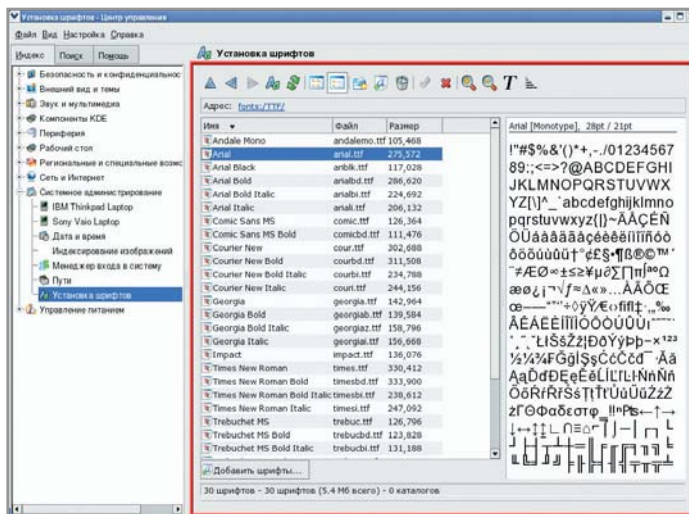 Установка шрифтов - Центр управления
Файл Вид Настройка Справка
Индекс Поиск Помощь
Безопасность и конфиденциальнос
Внешний вид и темы
Звук и мультимедиа
Компоненты KDE
Периферия
Рабочий стол
Региональные и специальные возмо
Сеть и Интернет
Системное администрирование
IBM Thinkpad Laptop
Sony Vaio Laptop
Дата и время
Индексирование изображений
Менеджер входа в систему
Пути
Установка шрифтов
Управление питанием
Установка шрифтов
Адрес: fonts:/TTF/
Имя Файл Размер
Andale Mono andalemo.ttf 105,468
Arial arial.ttf 275,572
Arial Black ariblk.ttf 117,028
Arial Bold arialbd.ttf 286,620
Arial Bold Italic arialbi.ttf 224,692
Arial Italic ariali.ttf 206,132
Comic Sans MS comic.ttf 126,364
Comic Sans MS Bold comicbd.ttf 111,476
Courier New cour.ttf 302,688
Courier New Bold courbd.ttf 311,508
Courier New Bold Italic courbi.ttf 234,788
Courier New Italic couri.ttf 244,156
Georgia georgia.ttf 142,964
Georgia Bold georgiab.ttf 139,584
Georgia Bold Italic georgiaz.ttf 158,796
Georgia Italic georgiai.ttf 156,668
Impact impact.ttf 136,076
Times New Roman times.ttf 330,412
Times New Roman Bold timesbd.ttf 333,900
Times New Roman Bold Italic timesbi.ttf 238,612
Times New Roman Italic timesi.ttf 247,092
Trebuchet MS trebuc.ttf 126,796
Trebuchet MS Bold trebucbd.ttf 123,828
Trebuchet MS Bold Italic trebucbi.ttf 131,188
Добавить шрифты...
30 шрифтов - 30 шрифтов (5.4 Мб всего) - 0 каталогов
Arial [Monotype], 28pt / 21pt
!"#$%&'()*+,-./01234567
89:;<=>?@ABCDEFGHI
JKLMNOPQRSTUVWX
YZ[\]^_`abcdefghijklmno
pqrstuvwxyz{|}~ÄÅÇÉÑ